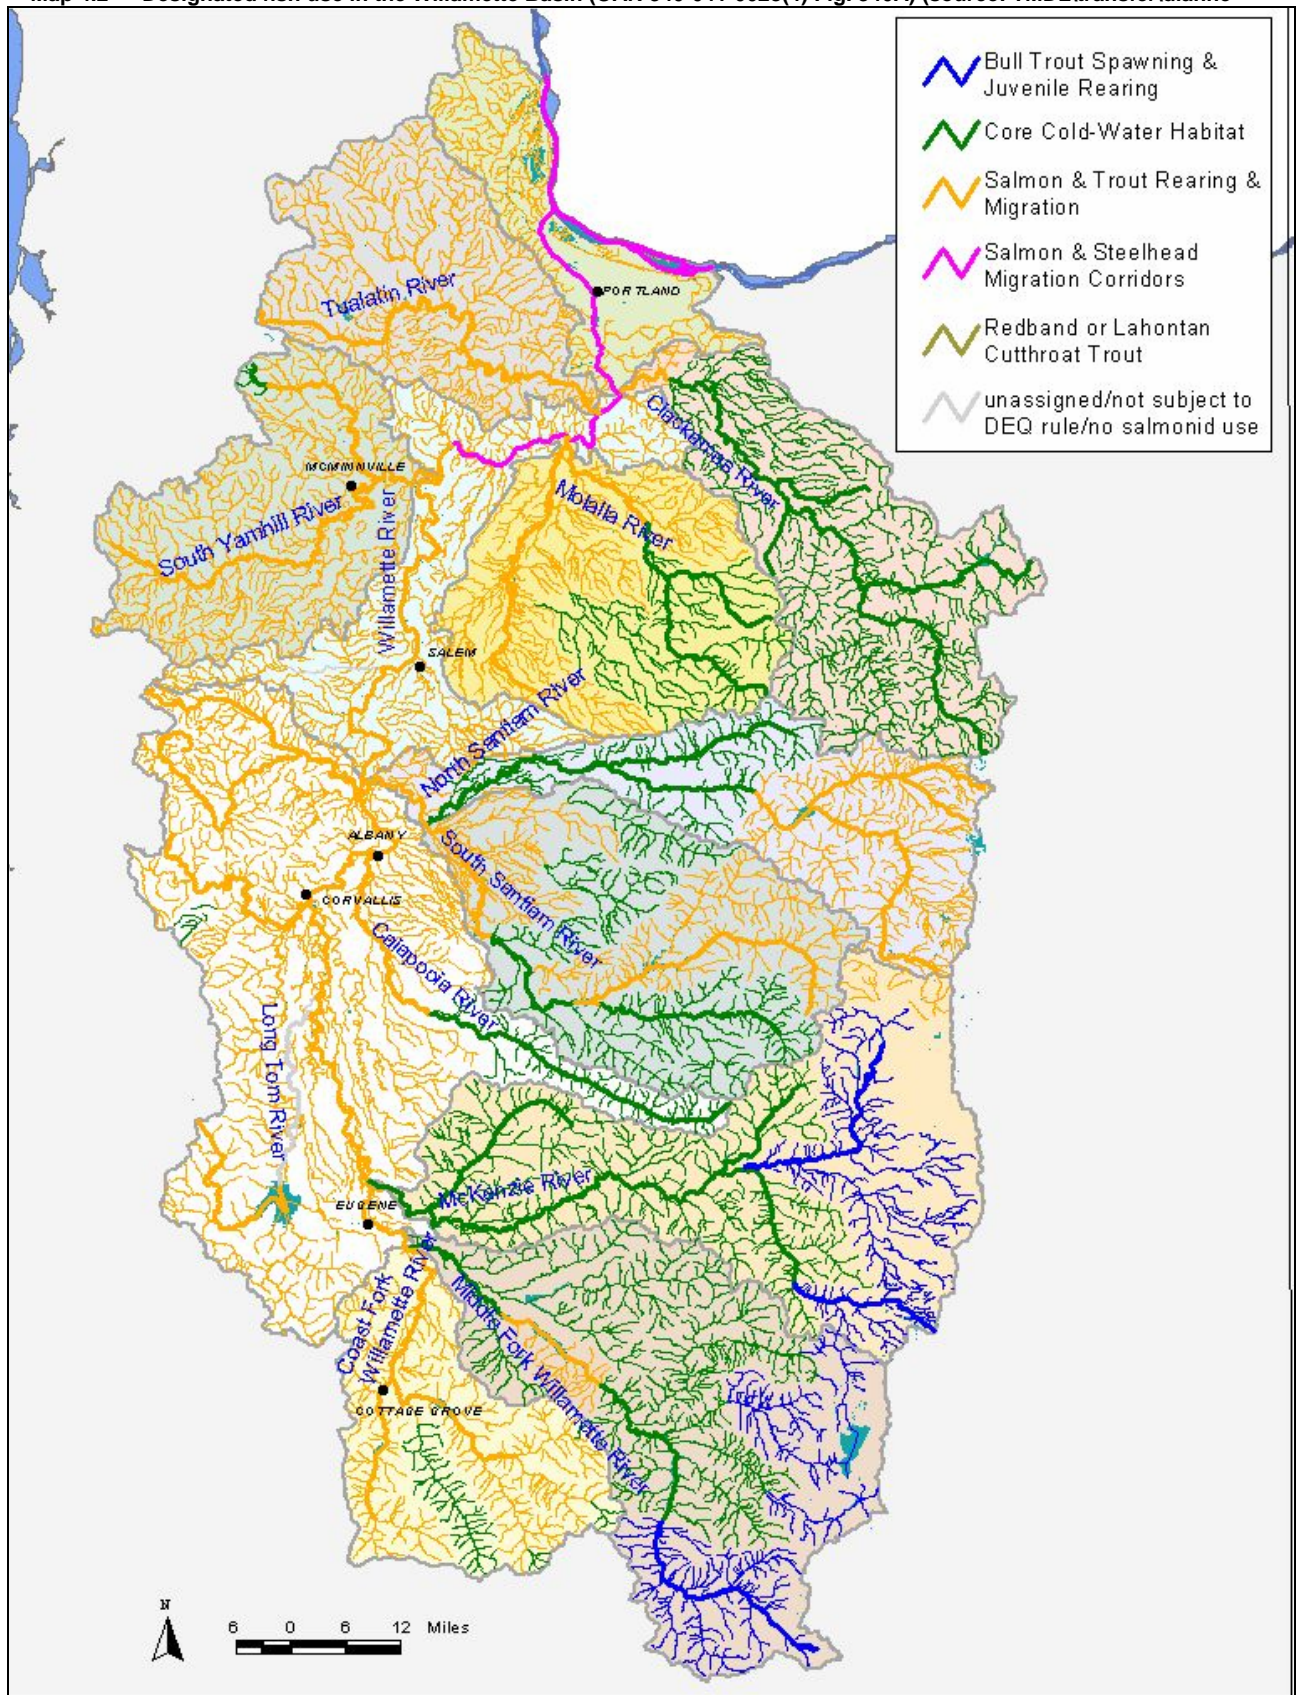 Bull Trout Spawning &
Juvenile Rearing
Core Cold-Water Habitat
Salmon & Trout Rearing &
Migration
Salmon & Steelhead
Migration Corridors
Redband or Lahontan
Cutthroat Trout
unassigned/not subject to
DEQ rule/no salmonid use
Tualatin River
PORTLAND
Clackamas River
MCMINNVILLE
South Yamhill River
Willamette River
Molalla River
SALEM
North Santiam River
ALBANY
South Santiam River
CORVALLIS
Calapooia River
Long Tom River
McKenzie River
EUGENE
Coast Fork
Willamette River
Middle Fork Willamette River
COTTAGE GROVE
N
6 0 6 12 Miles